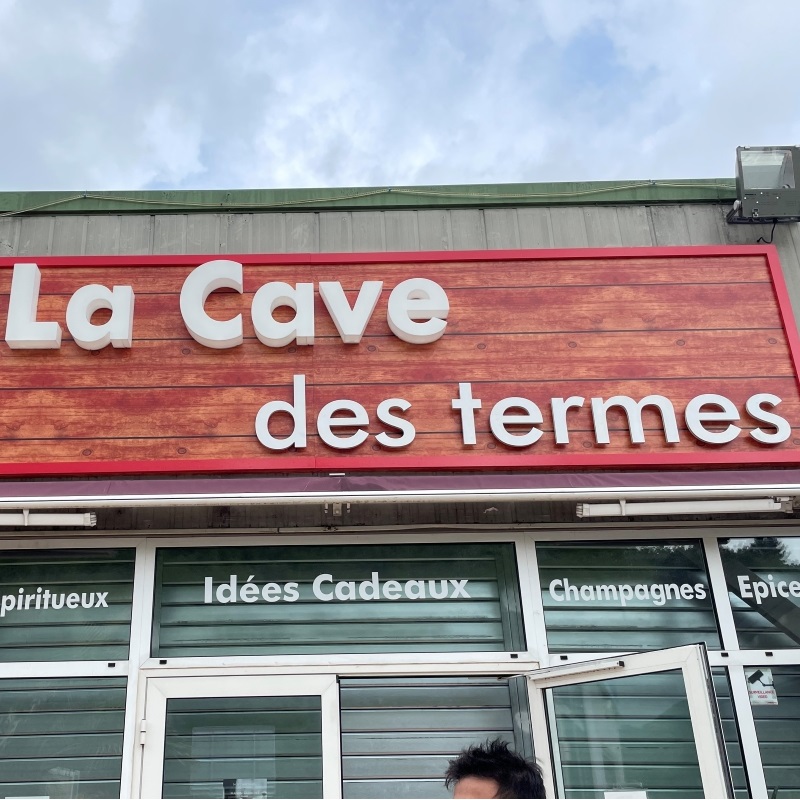 La Cave
des termes
piritueux
Idées Cadeaux
Champagnes
Epice